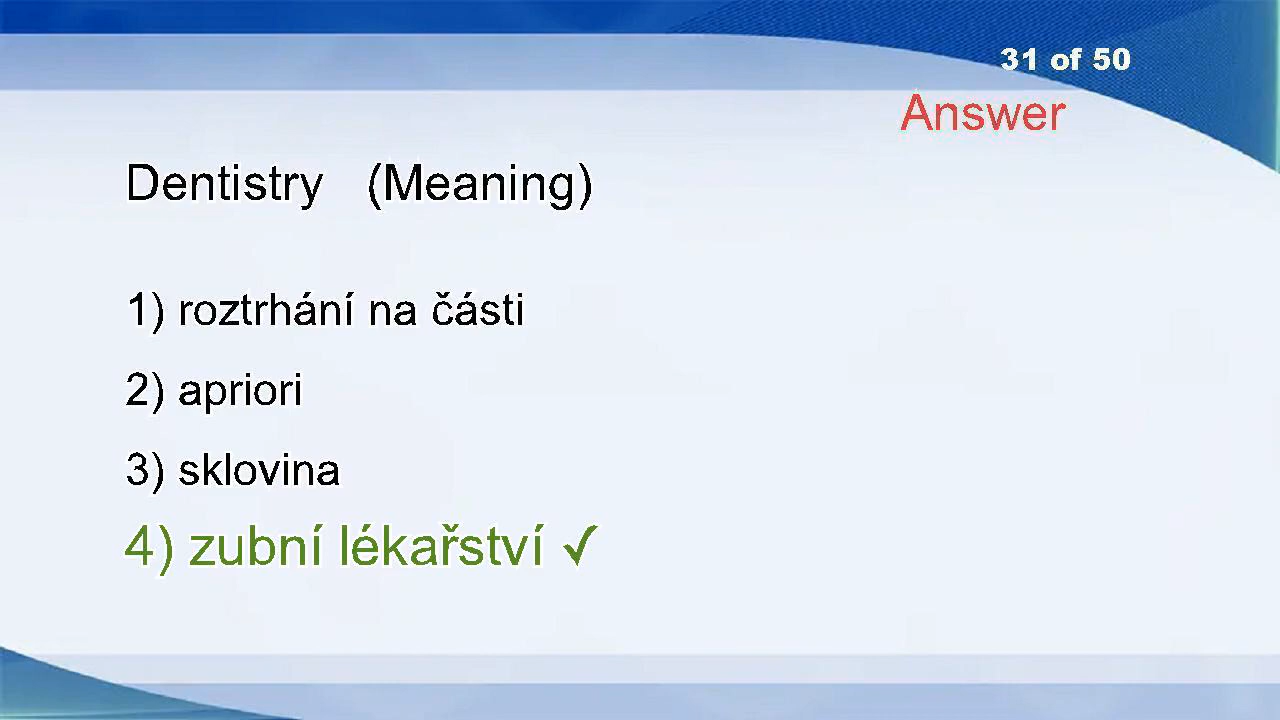 31 of 50
Answer
Dentistry (Meaning)
1) roztrhání na části
2) apriori
3) sklovina
4) zubní lékařství ✓